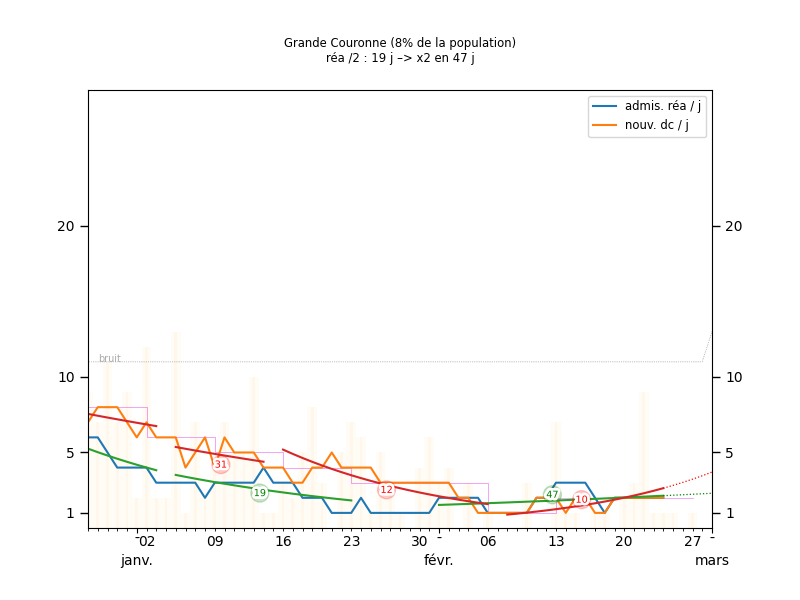 Grande Couronne (8% de la population)
réa /2 : 19 j –> x2 en 47 j
admis. réa / j
nouv. dc / j
20 20
bruit
10 10
5 5
31
19
12
47
10
1 1
02 09 16 23 30 06 13 20 27
janv. févr. mars